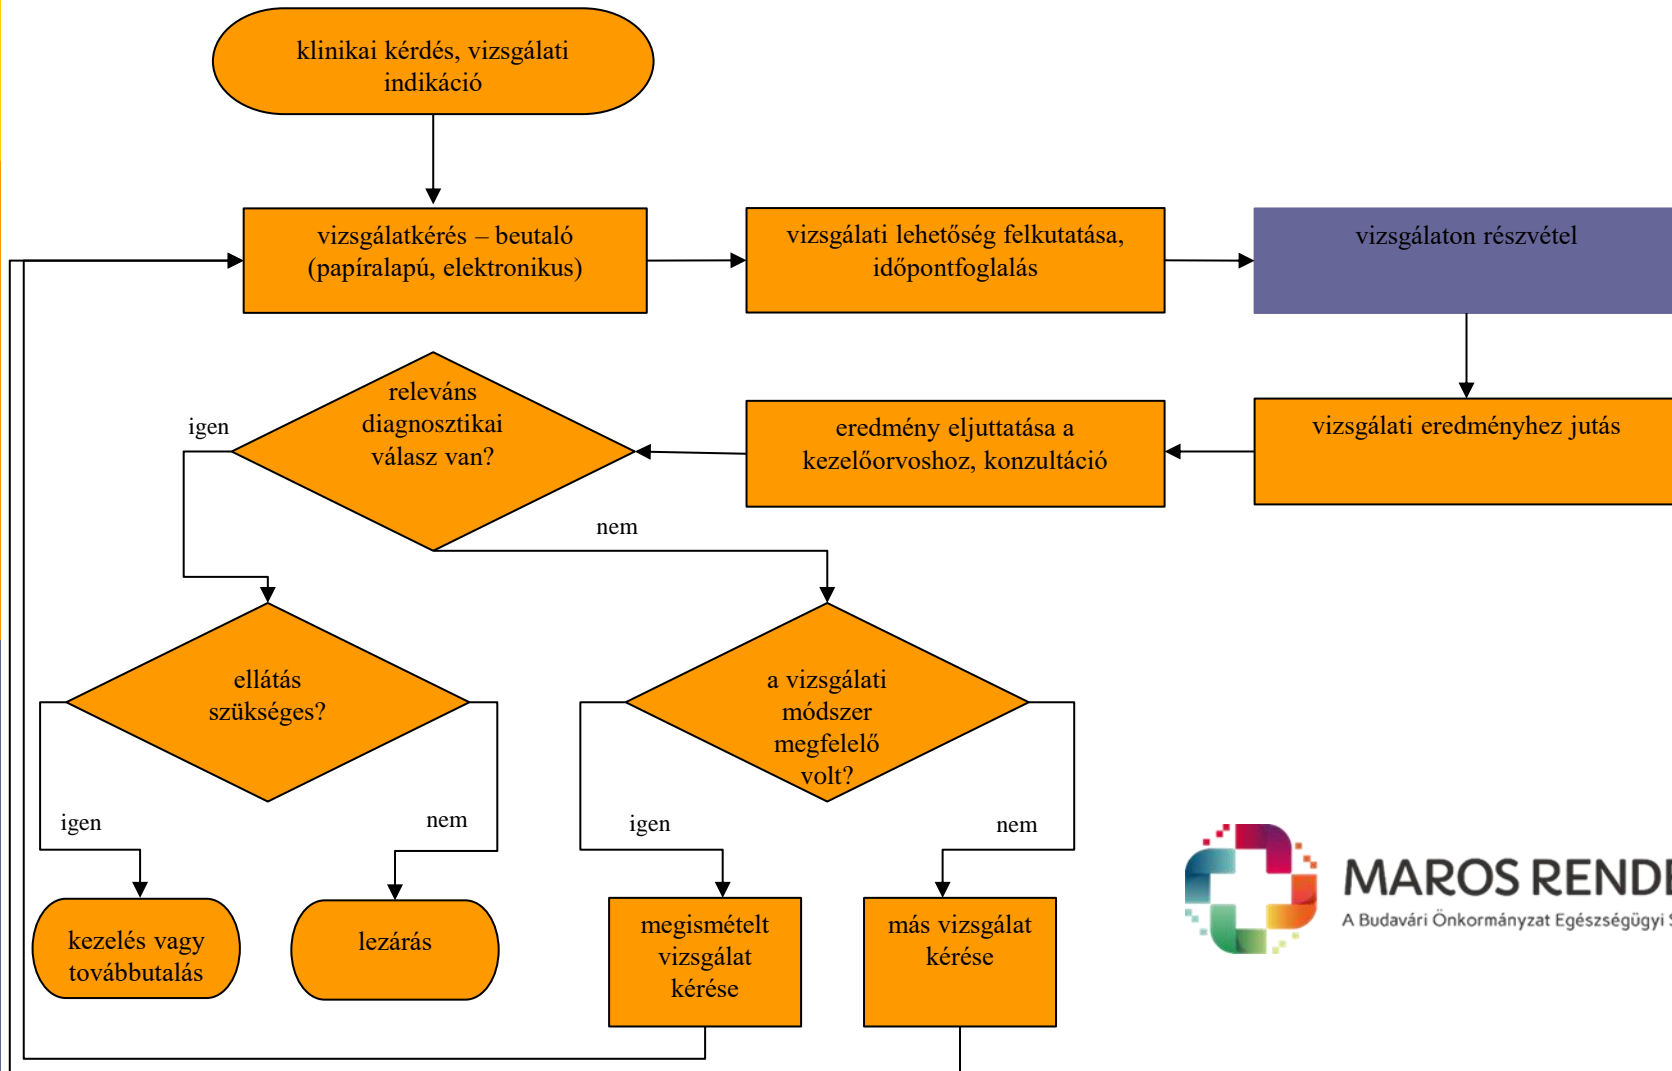 klinikai kérdés, vizsgálati
indikáció
vizsgálatkérés – beutaló
(papíralapú, elektronikus)
vizsgálati lehetőség felkutatása,
időpontfoglalás
vizsgálaton részvétel
releváns
diagnosztikai
válasz van?
igen
eredmény eljuttatása a
kezelőorvoshoz, konzultáció
vizsgálati eredményhez jutás
nem
ellátás
szükséges?
a vizsgálati
módszer
megfelelő
volt?
igen
nem
igen
nem
kezelés vagy
továbbutalás
lezárás
megismételt
vizsgálat
kérése
más vizsgálat
kérése
MAROS RENDE
A Budavári Önkormányzat Egészségügyi S